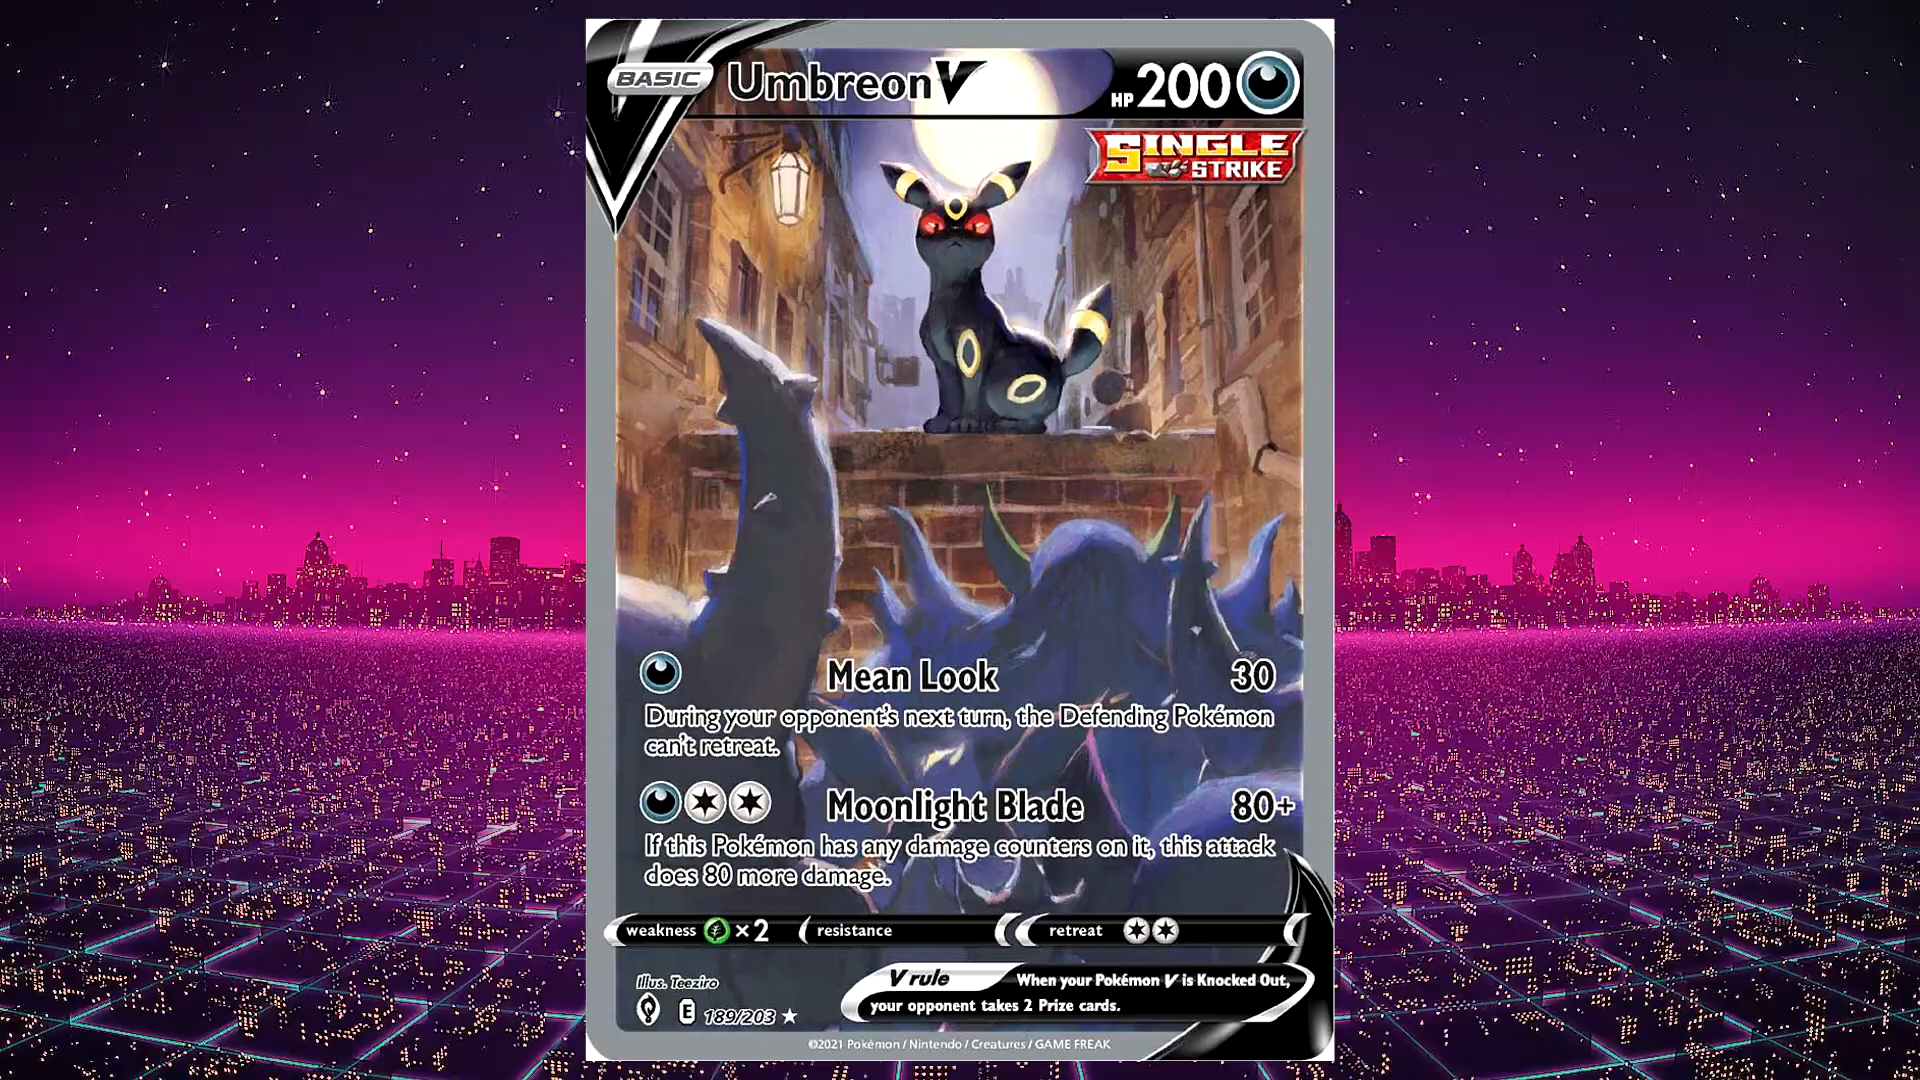 BASIC UmbreonV HP200
SINGLE
STRIKE
Mean Look 30
During your opponent's next turn, the Defending Pokémon
can't retreat.
Moonlight Blade 80+
If this Pokémon has any damage counters on it, this attack
does 80 more damage.
weakness ×2 resistance retreat
Illus. Teeziro
V rule When your Pokémon V is Knocked Out,
your opponent takes 2 Prize cards.
E 189/203 ★
©2021 Pokémon / Nintendo / Creatures / GAME FREAK